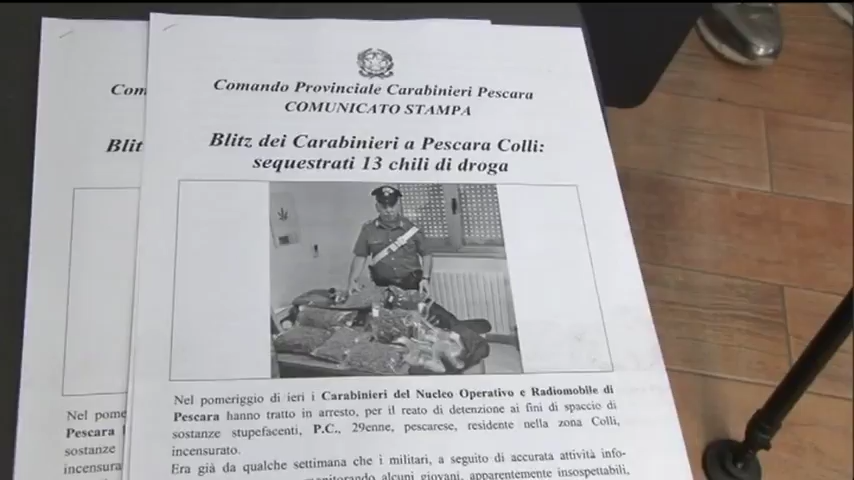 Comando Provinciale Carabinieri Pescara
COMUNICATO STAMPA
Blitz dei Carabinieri a Pescara Colli:
sequestrati 13 chili di droga
Nel pomeriggio di ieri i Carabinieri del Nucleo Operativo e Radiomobile di
Pescara hanno tratto in arresto, per il reato di detenzione ai fini di spaccio di
sostanze stupefacenti, P.C., 29enne, pescarese, residente nella zona Colli,
incensurato.
Era già da qualche settimana che i militari, a seguito di accurata attività info-
monitorando alcuni giovani, apparentemente insospettabili,
Com
Blit
Nel pome
Pescara
sostanze
incensura